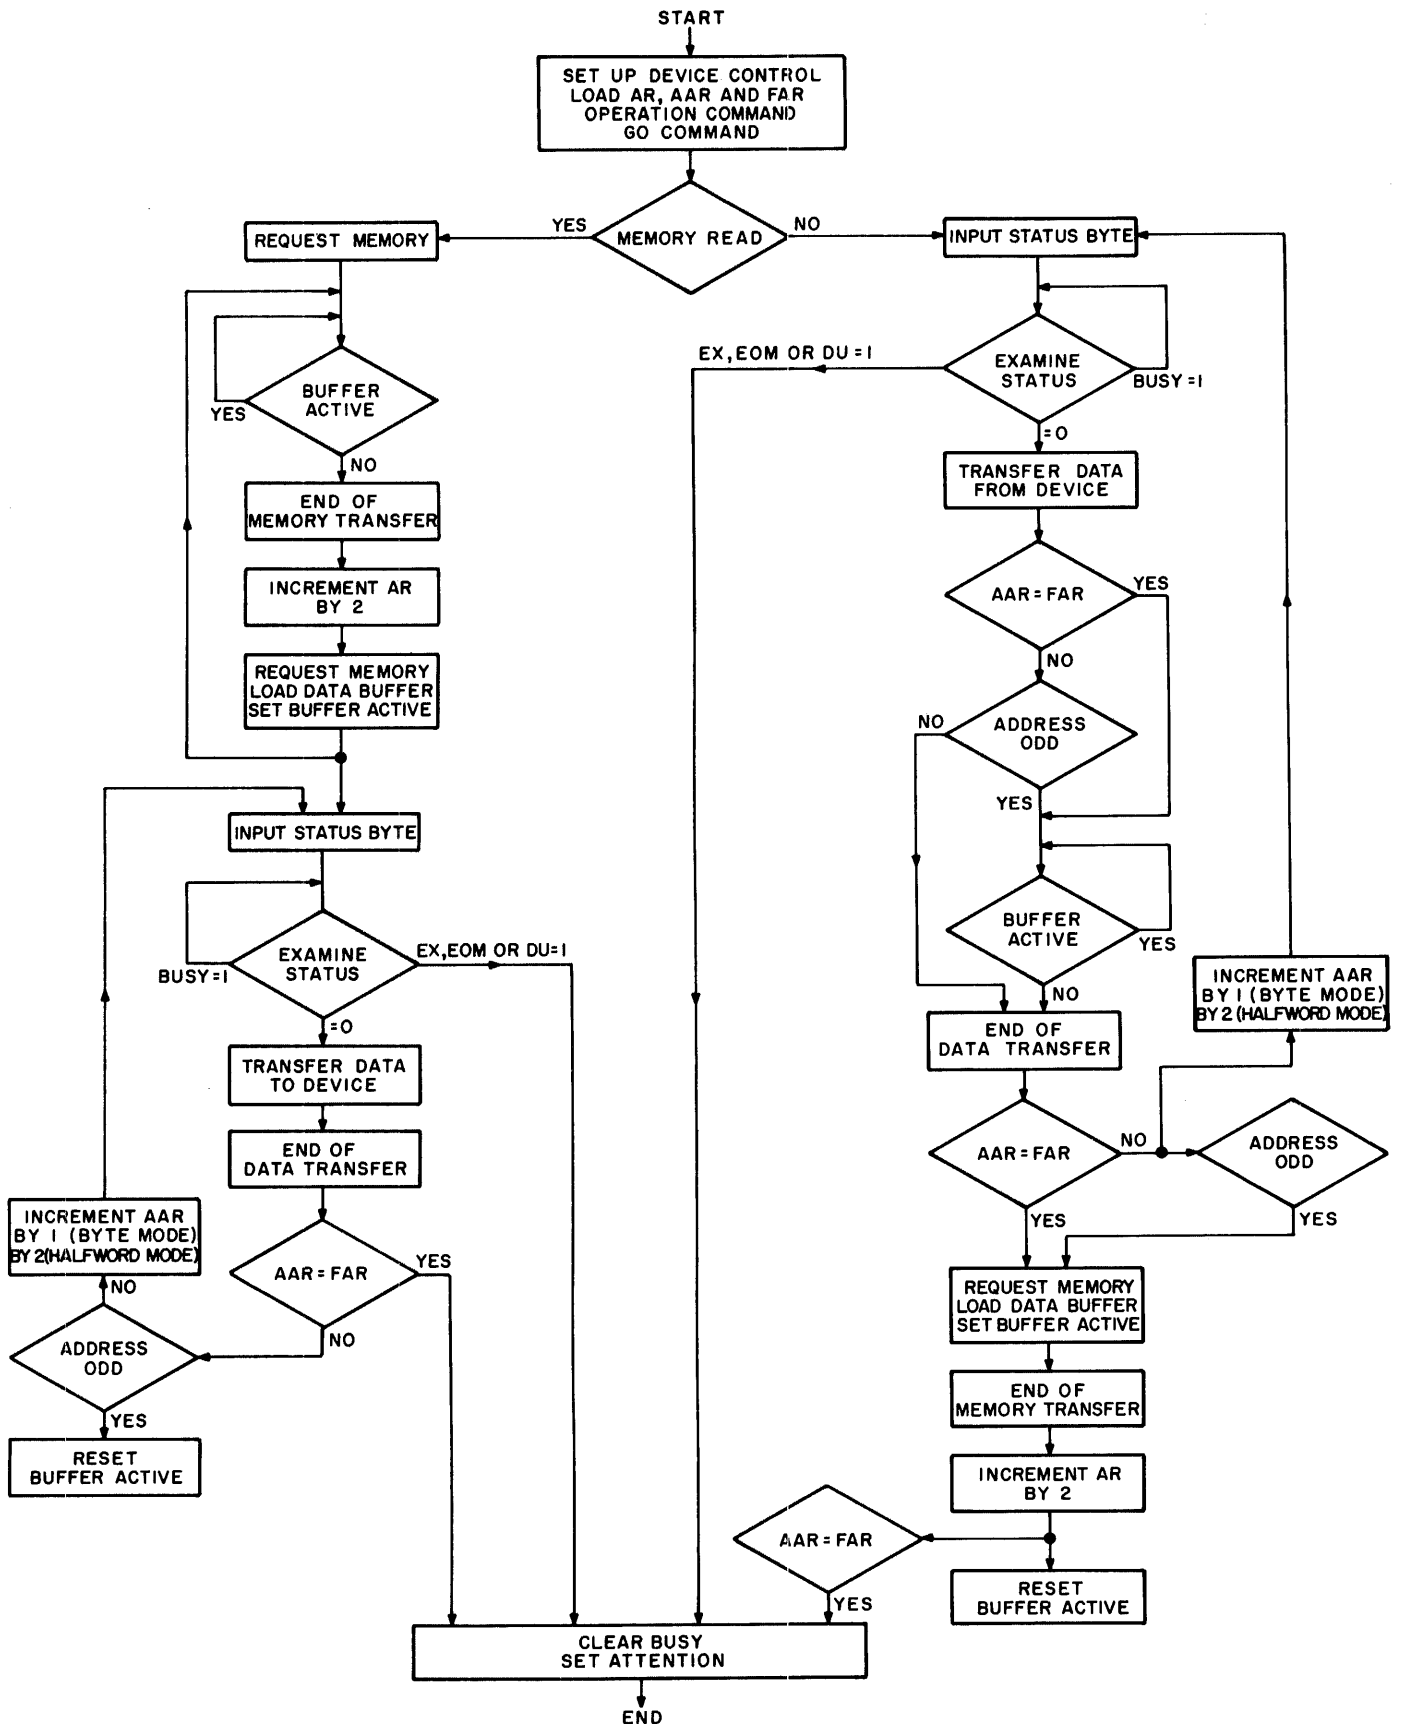 START
SET UP DEVICE CONTROL
LOAD AR, AAR AND FAR
OPERATION COMMAND
GO COMMAND
MEMORY READ
YES
NO
REQUEST MEMORY
BUFFER
ACTIVE
YES
NO
END OF
MEMORY TRANSFER
INCREMENT AR
BY 2
REQUEST MEMORY
LOAD DATA BUFFER
SET BUFFER ACTIVE
INPUT STATUS BYTE
EXAMINE
STATUS
BUSY=1
EX,EOM OR DU=1
=0
TRANSFER DATA
TO DEVICE
END OF
DATA TRANSFER
AAR=FAR
YES
NO
ADDRESS
ODD
NO
INCREMENT AAR
BY 1 (BYTE MODE)
BY 2(HALFWORD MODE)
YES
RESET
BUFFER ACTIVE
INPUT STATUS BYTE
EXAMINE
STATUS
EX,EOM OR DU=1
BUSY=1
=0
TRANSFER DATA
FROM DEVICE
AAR=FAR
YES
NO
ADDRESS
ODD
NO
YES
BUFFER
ACTIVE
YES
NO
END OF
DATA TRANSFER
AAR=FAR
NO
YES
INCREMENT AAR
BY 1 (BYTE MODE)
BY 2(HALFWORD MODE)
ADDRESS
ODD
YES
REQUEST MEMORY
LOAD DATA BUFFER
SET BUFFER ACTIVE
END OF
MEMORY TRANSFER
INCREMENT AR
BY 2
AAR=FAR
YES
RESET
BUFFER ACTIVE
CLEAR BUSY
SET ATTENTION
END